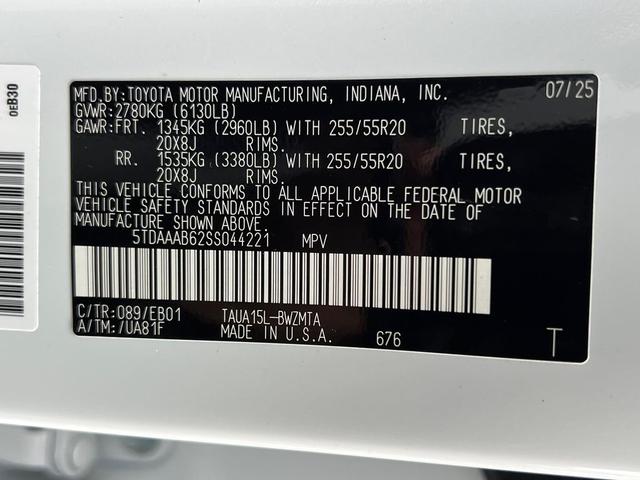 0EB30
MFD.BY:TOYOTA MOTOR MANUFACTURING, INDIANA, INC. 07/25
GVWR:2780KG (6130LB)
GAWR:FRT. 1345KG (2960LB) WITH 255/55R20 TIRES,
20X8J RIMS.
RR. 1535KG (3380LB) WITH 255/55R20 TIRES,
20X8J RIMS.
THIS VEHICLE CONFORMS TO ALL APPLICABLE FEDERAL MOTOR
VEHICLE SAFETY STANDARDS IN EFFECT ON THE DATE OF
MANUFACTURE SHOWN ABOVE.
5TDAAAB62SS044221 MPV
C/TR:089/EB01 TAUA15L-BWZMTA
A/TM:/UA81F MADE IN U.S.A. 676 T